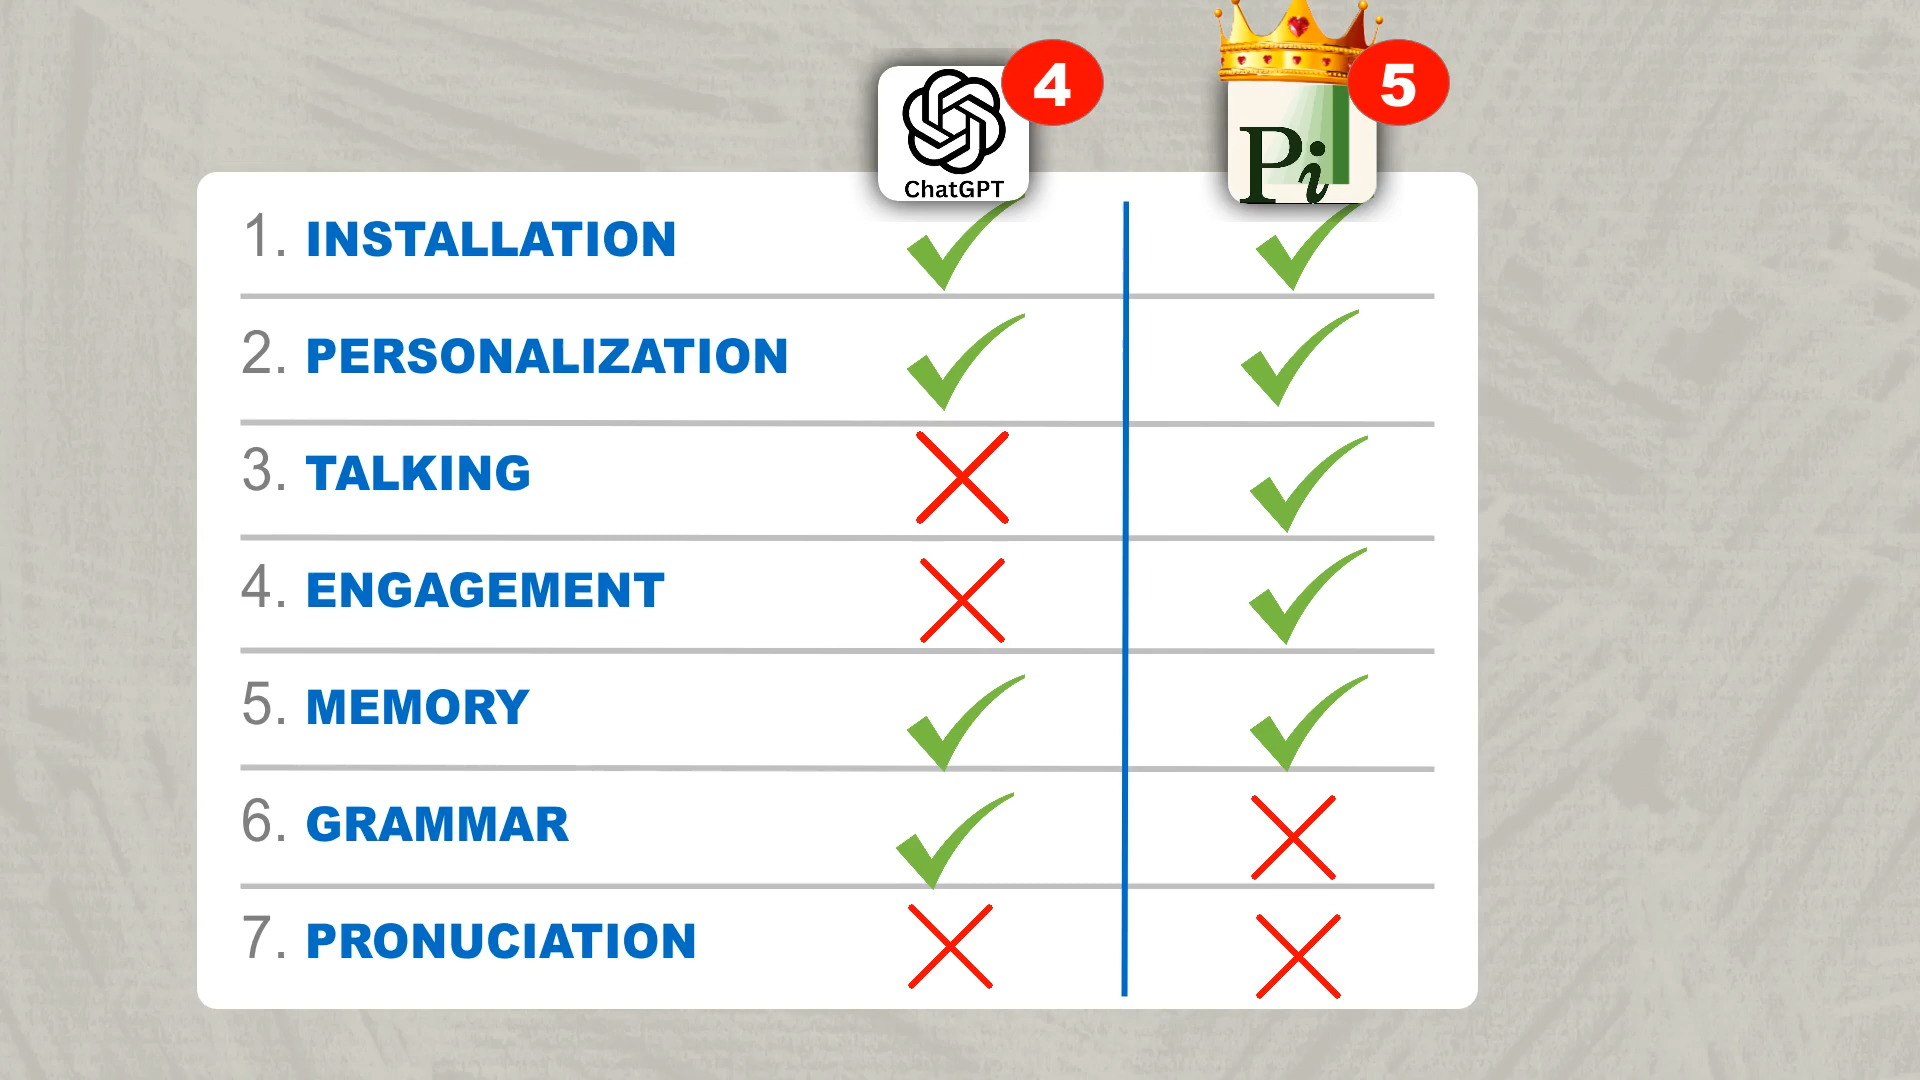 4
5
ChatGPT
Pi
1. INSTALLATION
2. PERSONALIZATION
3. TALKING
4. ENGAGEMENT
5. MEMORY
6. GRAMMAR
7. PRONUCIATION